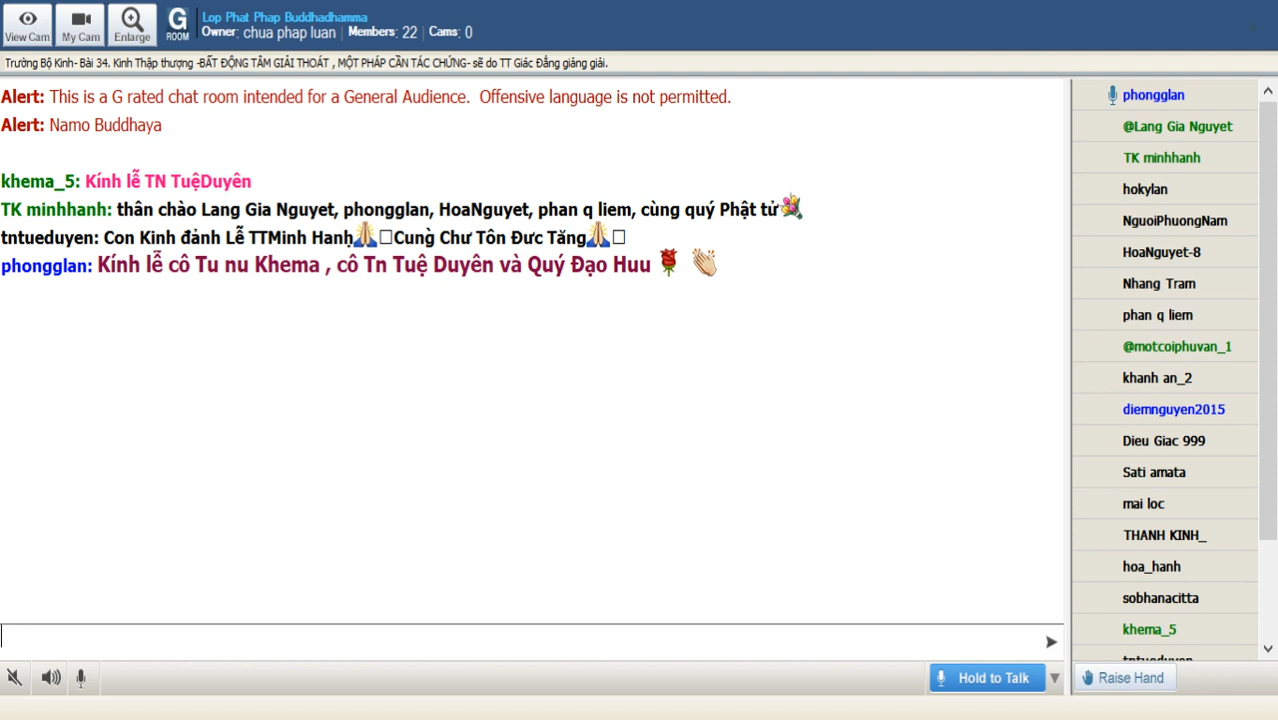 View Cam
My Cam
Enlarge
G
ROOM
Lop Phat Phap Buddhadhamma
Owner: chua phap luan | Members: 22 | Cams: 0
Trường Bộ Kinh- Bài 34. Kinh Thập thượng -BẤT ĐỘNG TÂM GIẢI THOÁT , MỘT PHÁP CẦN TÁC CHỨNG- sẽ do TT Giác Đẳng giảng giải.
Alert: This is a G rated chat room intended for a General Audience. Offensive language is not permitted.
Alert: Namo Buddhaya
khema_5: Kính lễ TN TuệDuyên
TK minhhanh: thân chào Lang Gia Nguyet, phongglan, HoaNguyet, phan q liem, cùng quý Phật tử
tntueduyen: Con Kinh đảnh Lễ TTMinh Hanḥ Cung̀ Chư Tôn Đưc Tăng
phongglan: Kính lễ cô Tu nu Khema , cô Tn Tuệ Duyên và Quý Đạo Huu
phongglan
@Lang Gia Nguyet
TK minhhanh
hokylan
NguoiPhuongNam
HoaNguyet-8
Nhang Tram
phan q liem
@motcoiphuvan_1
khanh an_2
diemnguyen2015
Dieu Giac 999
Sati amata
mai loc
THANH KINH_
hoa_hanh
sobhanacitta
khema_5
tntueduyen
Hold to Talk
Raise Hand